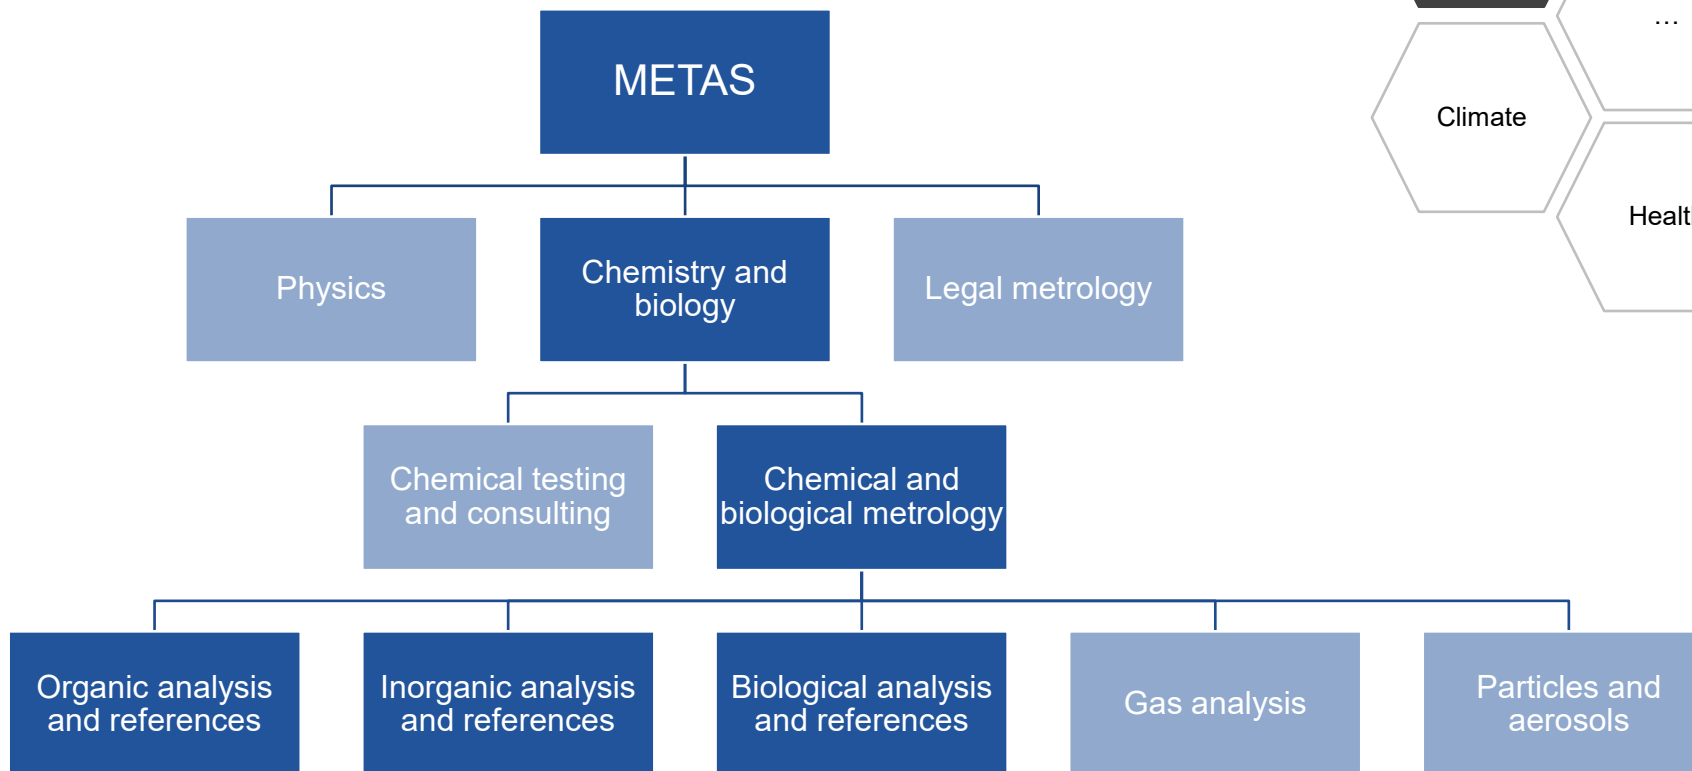 METAS
...
Climate
Physics
Chemistry and
biology
Legal metrology
Chemical testing
and consulting
Chemical and
biological metrology
Organic analysis
and references
Inorganic analysis
and references
Biological analysis
and references
Gas analysis
Particles and
aerosols